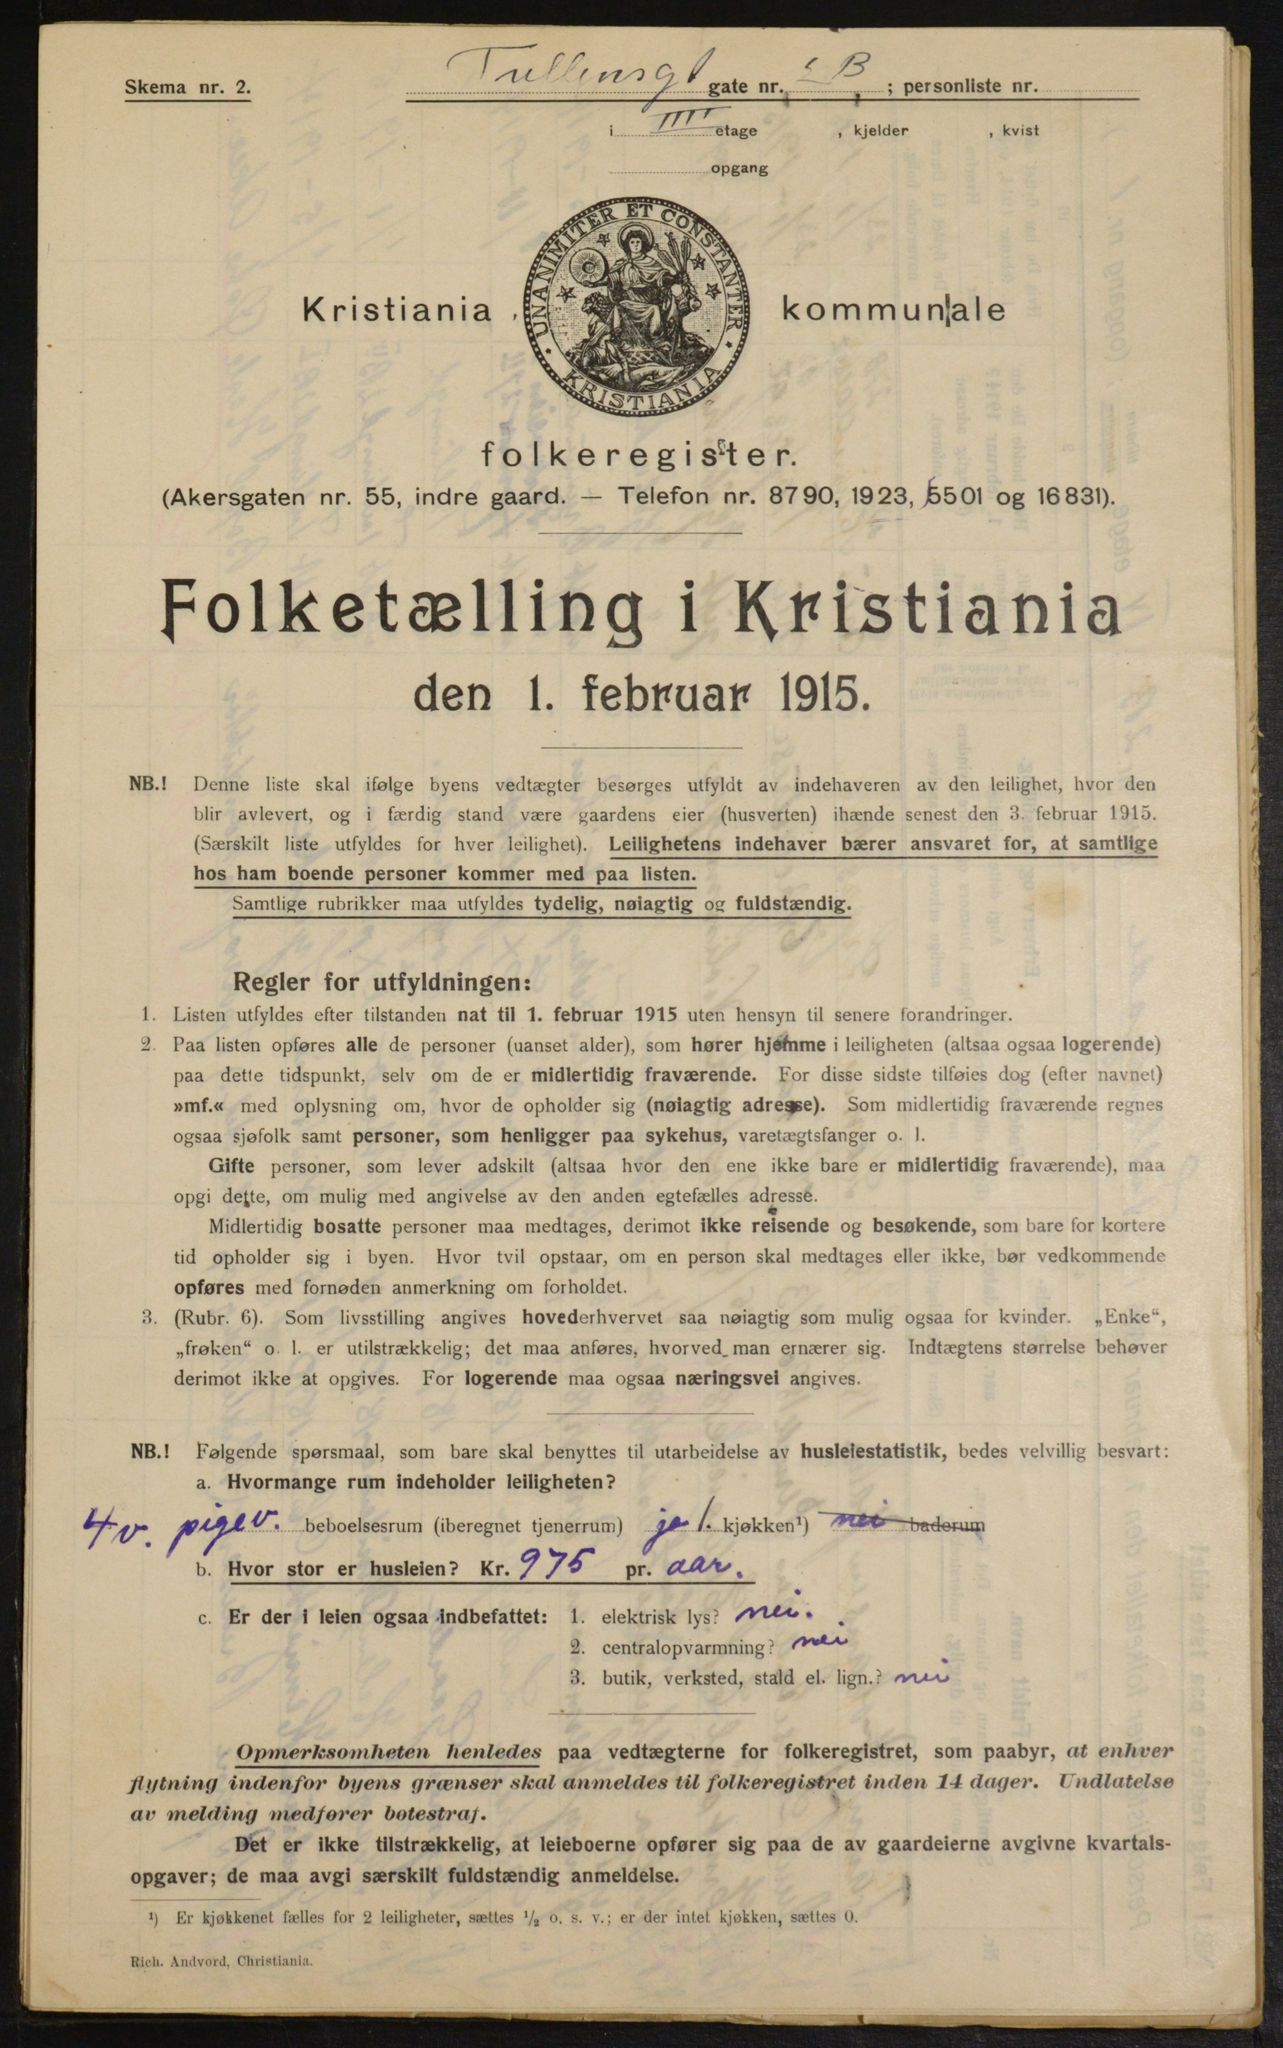 Skema nr. 2.
Tullinsgt gate nr. B ; personliste nr.
i III etage , kjelder , kvist
opgang
UNANIMITER ET CONSTANTER
KRISTIANIA
Kristiania kommunale
folkeregister.
(Akersgaten nr. 55, indre gaard. — Telefon nr. 8790, 1923, 5501 og 16831).
Folketælling i Kristiania
den 1. februar 1915.
NB.! Denne liste skal ifølge byens vedtægter besørges utfyldt av indehaveren av den leilighet, hvor den
blir avlevert, og i færdig stand være gaardens eier (husverten) ihænde senest den 3. februar 1915.
(Særskilt liste utfyldes for hver leilighet). Leilighetens indehaver bærer ansvaret for, at samtlige
hos ham boende personer kommer med paa listen.
Samtlige rubrikker maa utfyldes tydelig, nøiagtig og fuldstændig.
Regler for utfyldningen:
1. Listen utfyldes efter tilstanden nat til 1. februar 1915 uten hensyn til senere forandringer.
2. Paa listen opføres alle de personer (uanset alder), som hører hjemme i leiligheten (altsaa ogsaa logerende)
paa dette tidspunkt, selv om de er midlertidig fraværende. For disse sidste tilføies dog (efter navnet)
»mf.« med oplysning om, hvor de opholder sig (nøiagtig adresse). Som midlertidig fraværende regnes
ogsaa sjøfolk samt personer, som henligger paa sykehus, varetægtsfanger o. l.
Gifte personer, som lever adskilt (altsaa hvor den ene ikke bare er midlertidig fraværende), maa
opgi dette, om mulig med angivelse av den anden egtefælles adresse.
Midlertidig bosatte personer maa medtages, derimot ikke reisende og besøkende, som bare for kortere
tid opholder sig i byen. Hvor tvil opstaar, om en person skal medtages eller ikke, bør vedkommende
opføres med fornøden anmerkning om forholdet.
3. (Rubr. 6). Som livsstilling angives hovederhvervet saa nøiagtig som mulig ogsaa for kvinder. „Enke“,
„frøken“ o. l. er utilstrækkelig; det maa anføres, hvorved man ernærer sig. Indtægtens størrelse behøver
derimot ikke at opgives. For logerende maa ogsaa næringsvei angives.
NB.! Følgende spørsmaal, som bare skal benyttes til utarbeidelse av husleiestatistik, bedes velvillig besvart:
a. Hvormange rum indeholder leiligheten?
4 v. pigev. beboelsesrum (iberegnet tjenerrum) ja 1. kjøkken¹) nei baderum
b. Hvor stor er husleien? Kr. 975 pr. aar.
c. Er der i leien ogsaa indbefattet: 1. elektrisk lys? nei.
2. centralopvarmning? nei
3. butik, verksted, stald el. lign.? nei
Opmerksomheten henledes paa vedtægterne for folkeregistret, som paabyr, at enhver
flytning indenfor byens grænser skal anmeldes til folkeregistret inden 14 dager. Undlatelse
av melding medfører botestraf.
Det er ikke tilstrækkelig, at leieboerne opfører sig paa de av gaardeierne avgivne kvartals-
opgaver; de maa avgi særskilt fuldstændig anmeldelse.
¹) Er kjøkkenet fælles for 2 leiligheter, sættes ½ o. s. v.; er der intet kjøkken, sættes 0.
Rich. Andvord, Christiania.